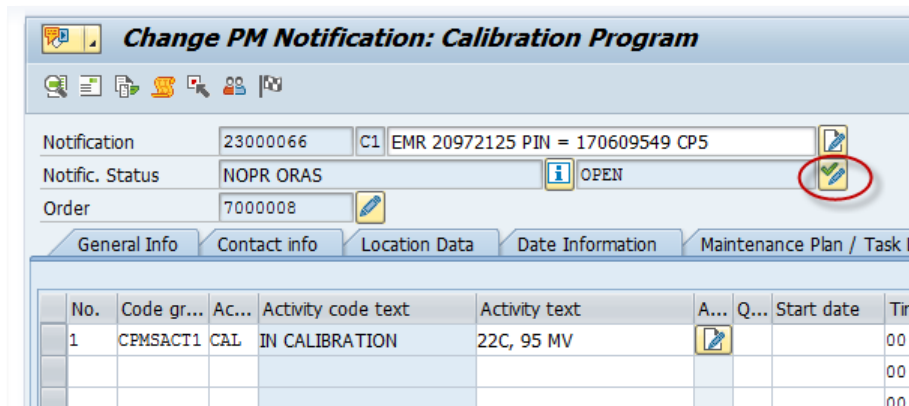 Change PM Notification: Calibration Program
Notification 23000066 C1 EMR 20972125 PIN = 170609549 CP5
Notific. Status NOPR ORAS OPEN
Order 7000008
General Info Contact info Location Data Date Information Maintenance Plan / Task
No. Code gr... Ac... Activity code text Activity text A... Q... Start date
1 CPMSACT1 CAL IN CALIBRATION 22C, 95 MV 00
00
00